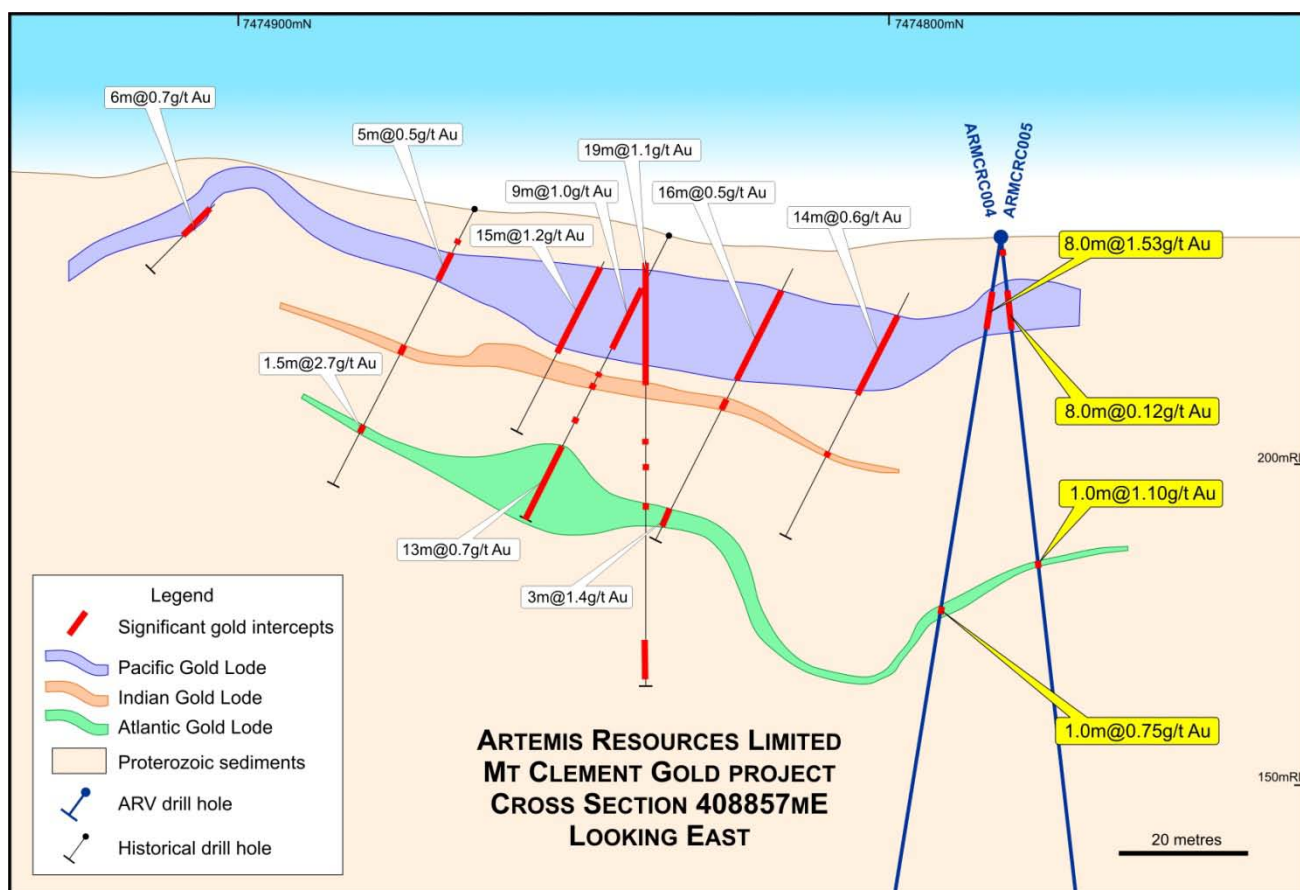 7474900mN
7474800mN
6m@0.7g/t Au
5m@0.5g/t Au
19m@1.1g/t Au
9m@1.0g/t Au
16m@0.5g/t Au
14m@0.6g/t Au
15m@1.2g/t Au
ARMCRC004
ARMCRC005
8.0m@1.53g/t Au
1.5m@2.7g/t Au
8.0m@0.12g/t Au
200mR
1.0m@1.10g/t Au
13m@0.7g/t Au
3m@1.4g/t Au
1.0m@0.75g/t Au
150mR
Legend
Significant gold intercepts
Pacific Gold Lode
Indian Gold Lode
Atlantic Gold Lode
Proterozoic sediments
ARV drill hole
Historical drill hole
ARTEMIS RESOURCES LIMITED
MT CLEMENT GOLD PROJECT
CROSS SECTION 408857ME
LOOKING EAST
20 metres